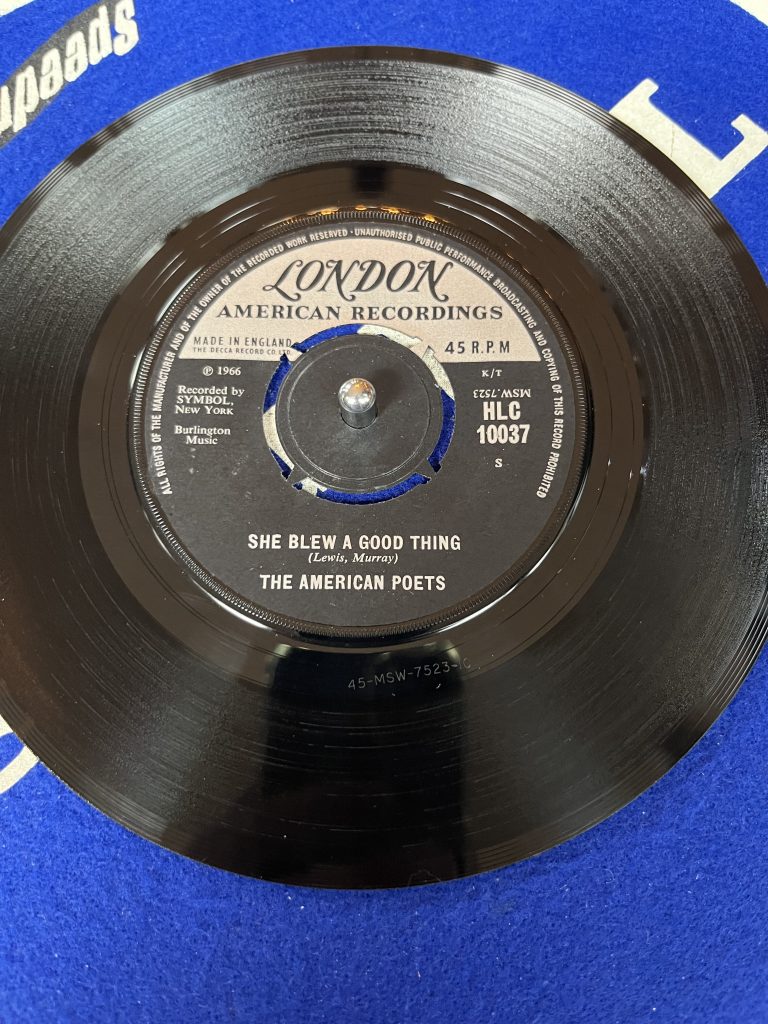 speedr
E
ALL RIGHTS OF THE MANUFACTURER AND OF THE OWNER OF THE RECORDED WORK RESERVED · UNAUTHORISED PUBLIC PERFORMANCE BROADCASTING AND COPYING OF THIS RECORD PROHIBITED
LONDON
AMERICAN RECORDINGS
MADE IN ENGLAND
THE DECCA RECORD CO. LTD.
45 R.P.M
℗ 1966
Recorded by
SYMBOL,
NEW YORK
Burlington
Music
K/T
MSW.7523
HLC
10037
S
SHE BLEW A GOOD THING
(Lewis, Murray)
THE AMERICAN POETS
45-MSW-7523-1C